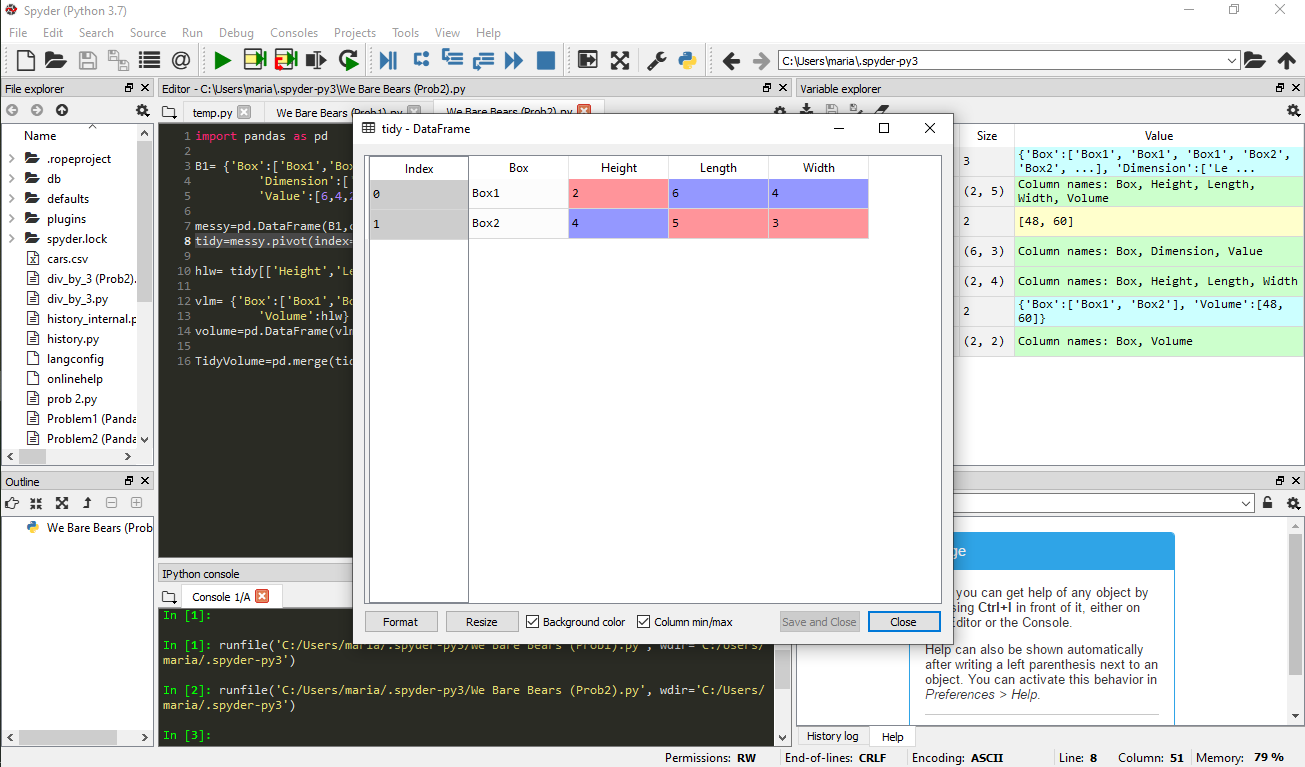 Spyder (Python 3.7)
File Edit Search Source Run Debug Consoles Projects Tools View Help
C:\Users\maria\.spyder-py3
File explorer
Name
.ropeproject
db
defaults
plugins
spyder.lock
cars.csv
div_by_3 (Prob2).
div_by_3.py
history_internal.p
history.py
langconfig
onlinehelp
prob 2.py
Problem1 (Panda
Problem2 (Panda
Outline
We Bare Bears (Prob
Editor - C:\Users\maria\.spyder-py3\We Bare Bears (Prob2).py
temp.py We Bare Bears (Prob1).py We Bare Bears (Prob2).py
1 import pandas as pd
2
3 B1= {'Box':['Box1','Box
4 'Dimension':['
5 'Value':[6,4,2
6
7 messy=pd.DataFrame(B1,c
8 tidy=messy.pivot(index=
9
10 hlw= tidy[['Height','Le
11
12 vlm= {'Box':['Box1','Bo
13 'Volume':hlw}
14 volume=pd.DataFrame(vlm
15
16 TidyVolume=pd.merge(tid
tidy - DataFrame
Index Box Height Length Width
0 Box1 2 6 4
1 Box2 4 5 3
Format Resize Background color Column min/max Save and Close Close
Variable explorer
Size Value
3 {'Box':['Box1', 'Box1', 'Box1', 'Box2',
'Box2', ...], 'Dimension':['Le ...
(2, 5) Column names: Box, Height, Length,
Width, Volume
2 [48, 60]
(6, 3) Column names: Box, Dimension, Value
(2, 4) Column names: Box, Height, Length, Width
2 {'Box':['Box1', 'Box2'], 'Volume':[48,
60]}
(2, 2) Column names: Box, Volume
IPython console
Console 1/A
In [1]:
In [1]: runfile('C:/Users/maria/.spyder-py3/We Bare Bears (Prob1).py', wdir='C:/Users/
maria/.spyder-py3')
In [2]: runfile('C:/Users/maria/.spyder-py3/We Bare Bears (Prob2).py', wdir='C:/Users/
maria/.spyder-py3')
In [3]:
ge
you can get help of any object by
sing Ctrl+I in front of it, either on
Editor or the Console.
Help can also be shown automatically
after writing a left parenthesis next to an
object. You can activate this behavior in
Preferences > Help.
History log Help
Permissions: RW End-of-lines: CRLF Encoding: ASCII Line: 8 Column: 51 Memory: 79 %